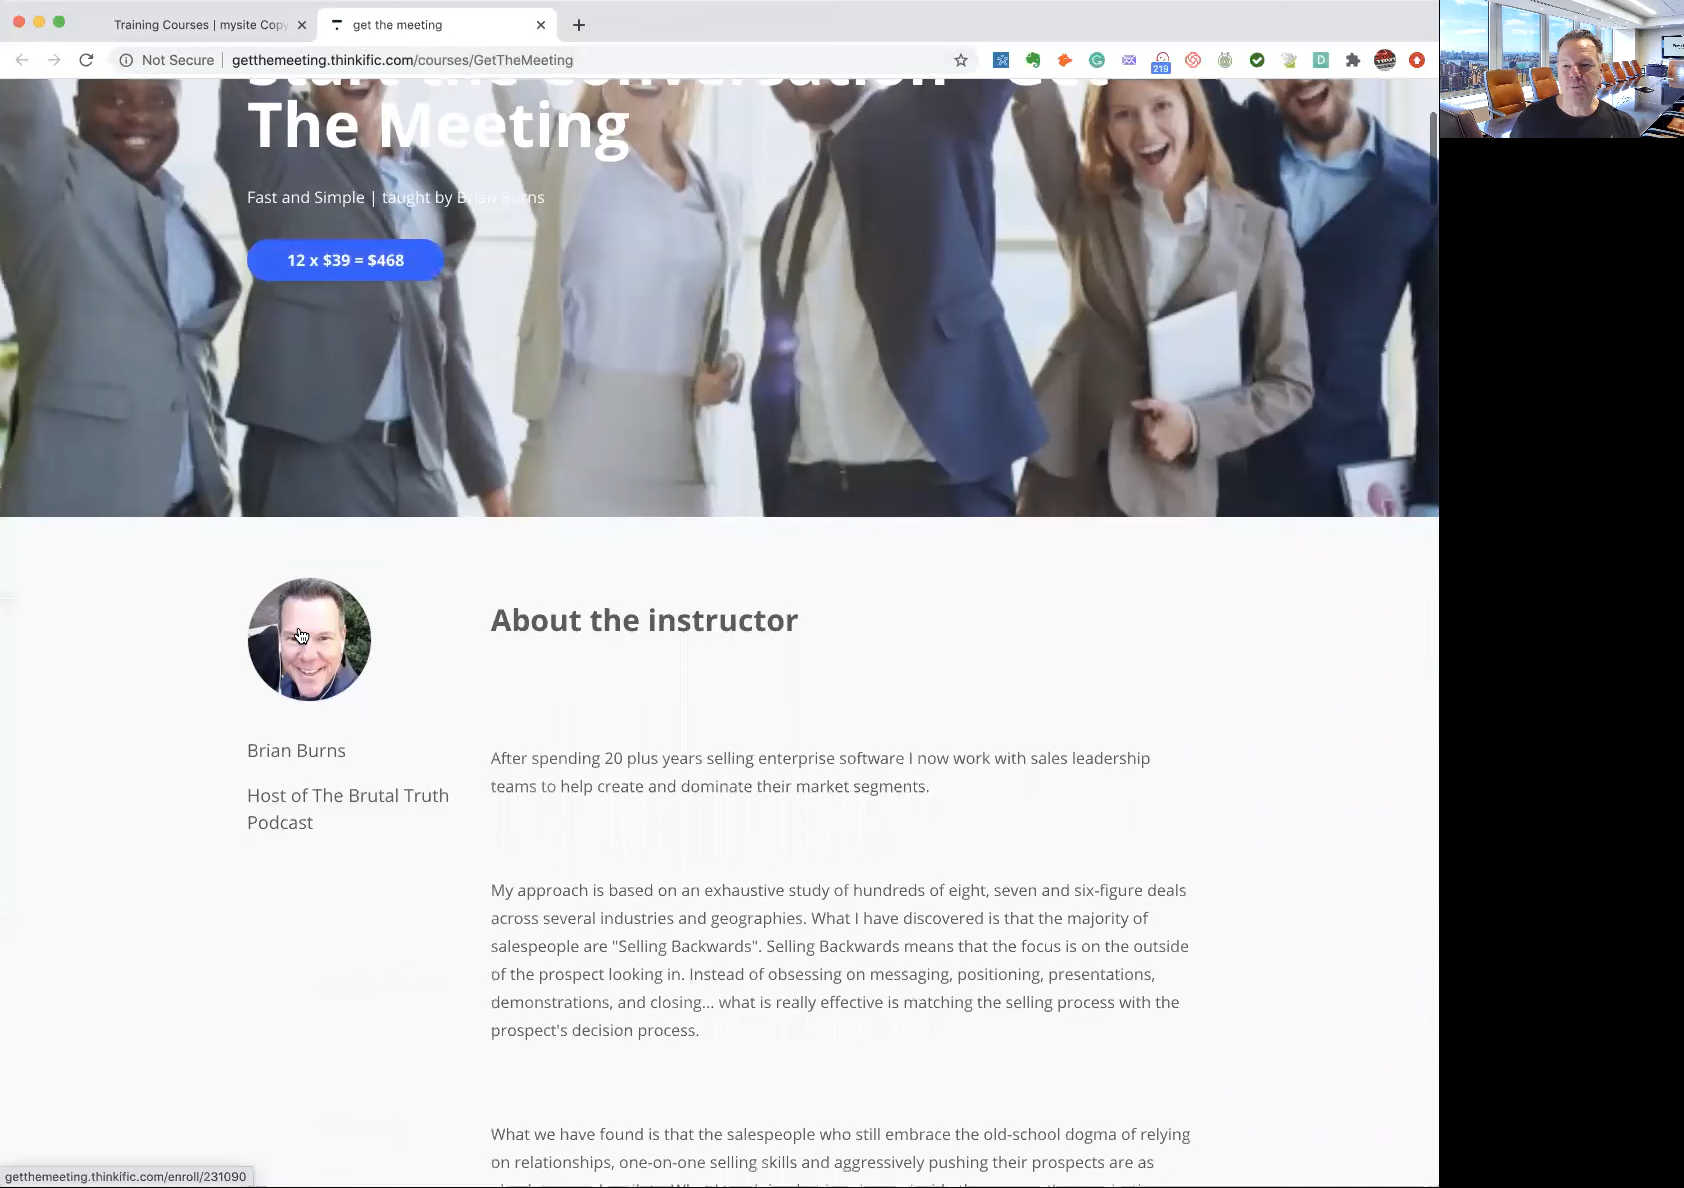 Training Courses | mysite Copy
get the meeting
Not Secure | getthemeeting.thinkific.com/courses/GetTheMeeting
219
D
Start the conversation - Get
The Meeting
Fast and Simple | taught by Brian Burns
12 x $39 = $468
About the instructor
Brian Burns
Host of The Brutal Truth
Podcast
After spending 20 plus years selling enterprise software I now work with sales leadership
teams to help create and dominate their market segments.
My approach is based on an exhaustive study of hundreds of eight, seven and six-figure deals
across several industries and geographies. What I have discovered is that the majority of
salespeople are "Selling Backwards". Selling Backwards means that the focus is on the outside
of the prospect looking in. Instead of obsessing on messaging, positioning, presentations,
demonstrations, and closing... what is really effective is matching the selling process with the
prospect's decision process.
What we have found is that the salespeople who still embrace the old-school dogma of relying
on relationships, one-on-one selling skills and aggressively pushing their prospects are as
getthemeeting.thinkific.com/enroll/231090